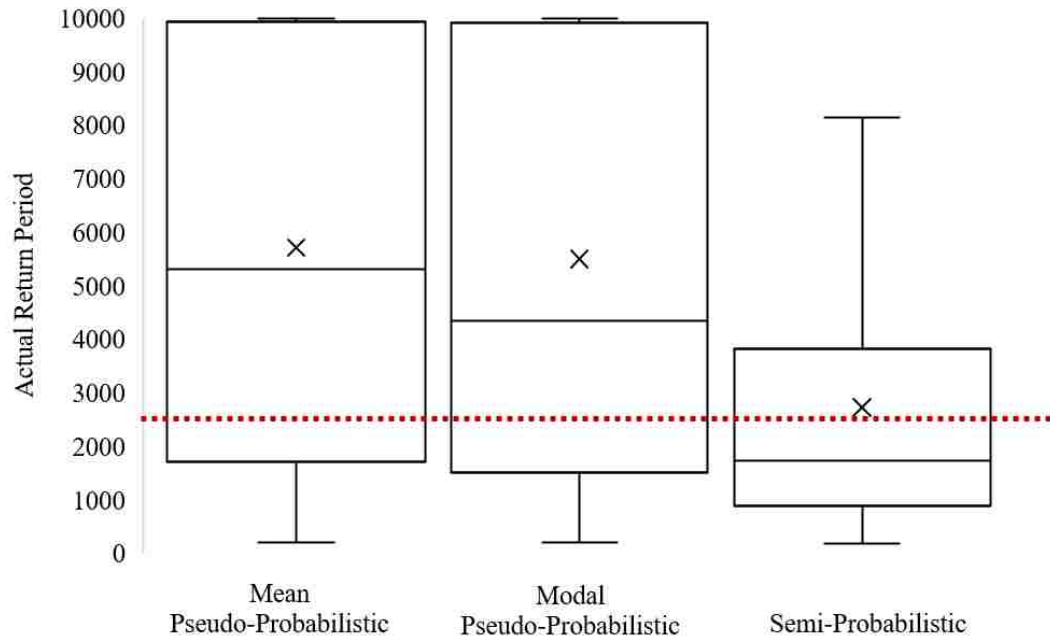 Actual Return Period
10000
9000
8000
7000
6000
5000
4000
3000
2000
1000
0
Mean
Pseudo-Probabilistic
Modal
Pseudo-Probabilistic
Semi-Probabilistic